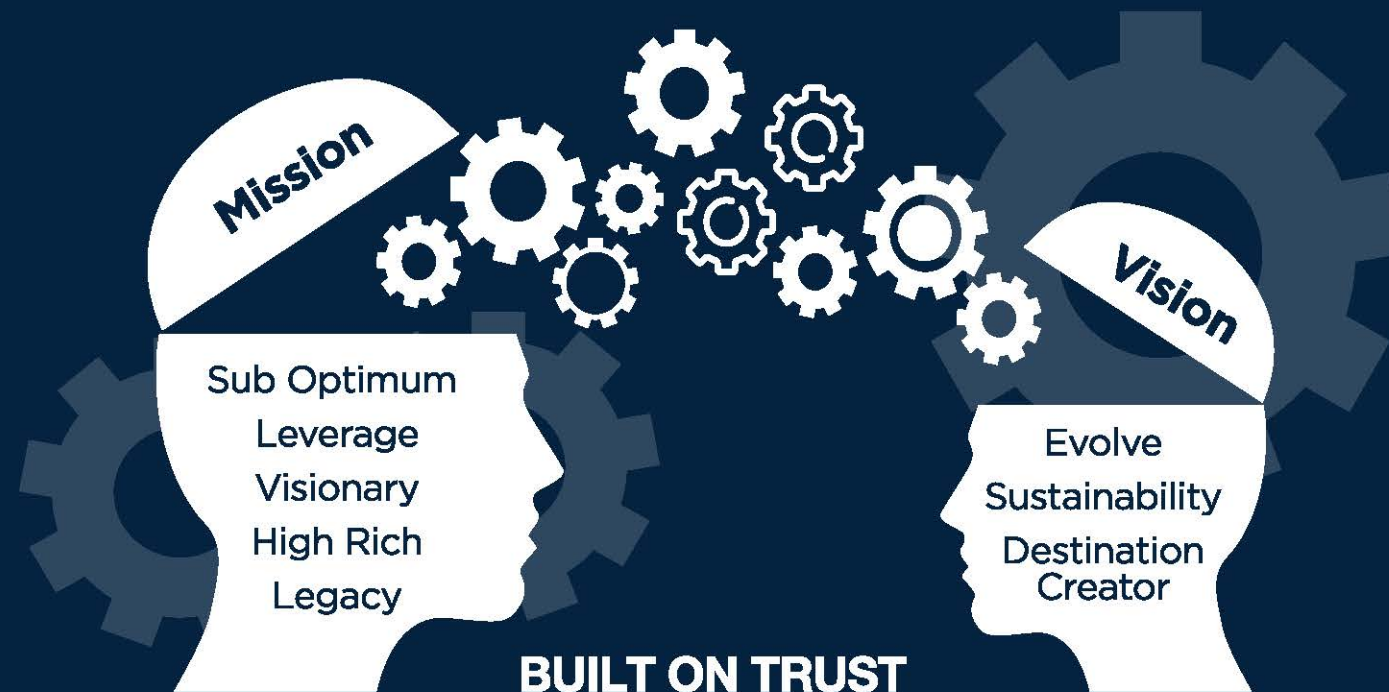 Mission
Sub Optimum
Leverage
Visionary
High Rich
Legacy
Vision
Evolve
Sustainability
Destination
Creator
BUILT ON TRUST